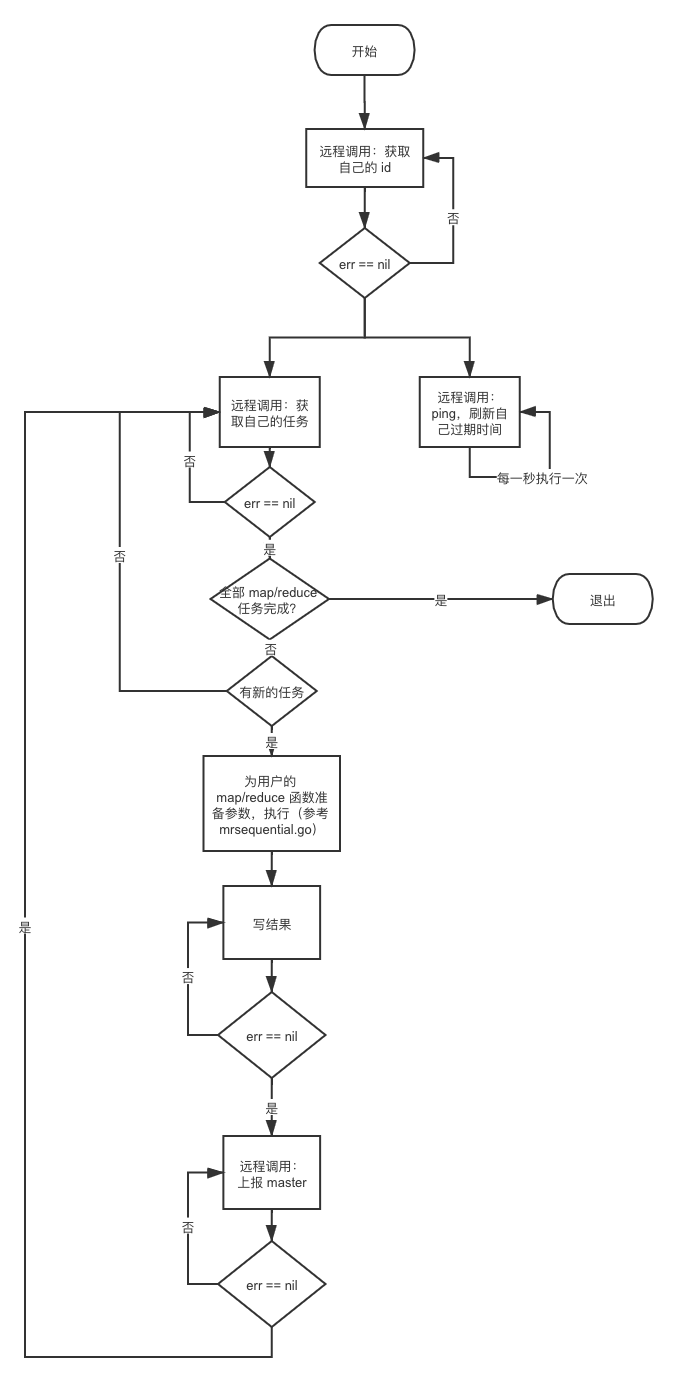 开始
远程调用：获取
自己的 id
否
err == nil
远程调用：获
取自己的任务
远程调用：
ping，刷新自
己过期时间
否
每一秒执行一次
err == nil
是
否
全部 map/reduce
任务完成?
是
退出
否
有新的任务
是
为用户的
map/reduce 函数准
备参数，执行（参考
mrsequential.go）
写结果
是
否
err == nil
是
远程调用：
上报 master
否
err == nil